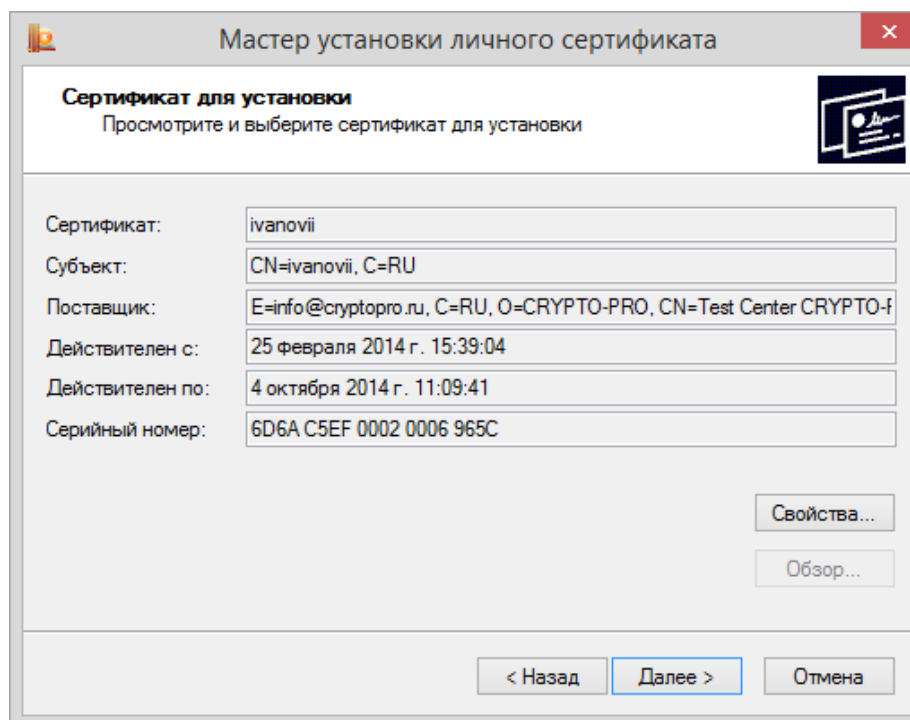 Мастер установки личного сертификата
Сертификат для установки
Просмотрите и выберите сертификат для установки
Сертификат: ivanovii
Субъект: CN=ivanovii, C=RU
Поставщик: E=info@cryptopro.ru, C=RU, O=CRYPTO-PRO, CN=Test Center CRYPTO-
Действителен с: 25 февраля 2014 г. 15:39:04
Действителен по: 4 октября 2014 г. 11:09:41
Серийный номер: 6D6A C5EF 0002 0006 965C
Свойства...
Обзор...
< Назад Далее > Отмена